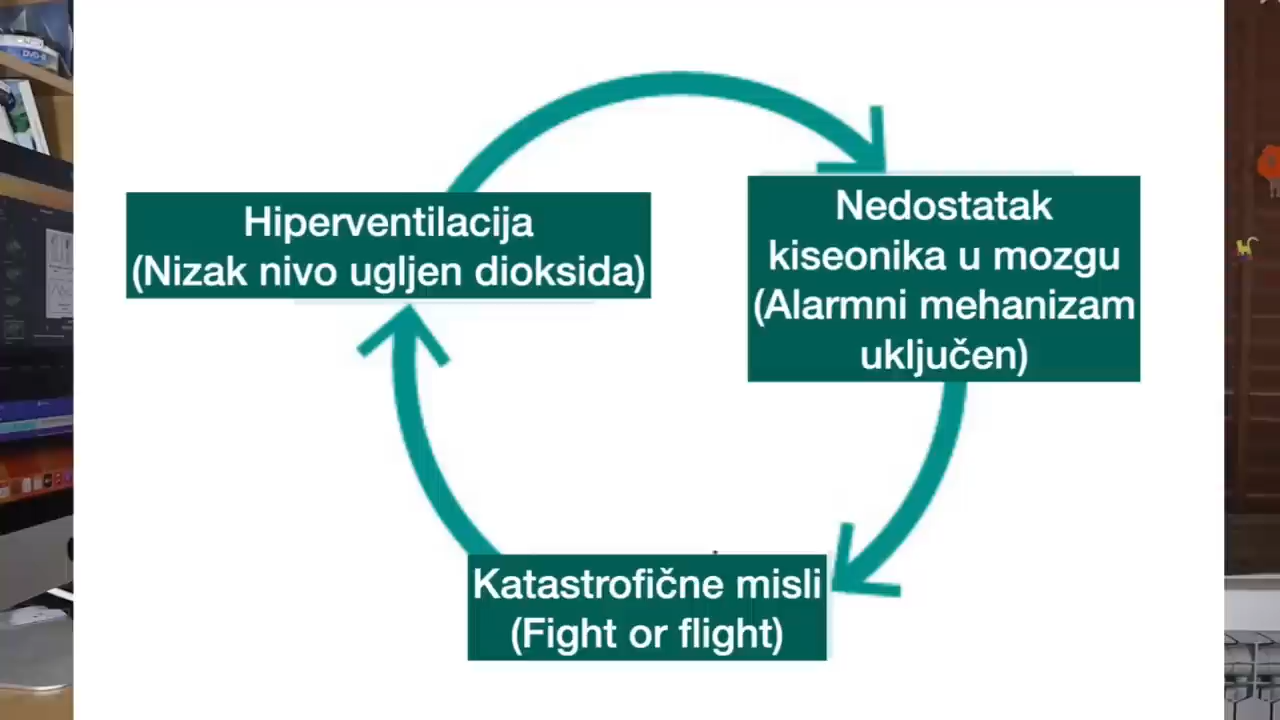 Hiperventilacija
(Nizak nivo ugljen dioksida)
Nedostatak
kiseonika u mozgu
(Alarmni mehanizam
uključen)
Katastrofične misli
(Fight or flight)